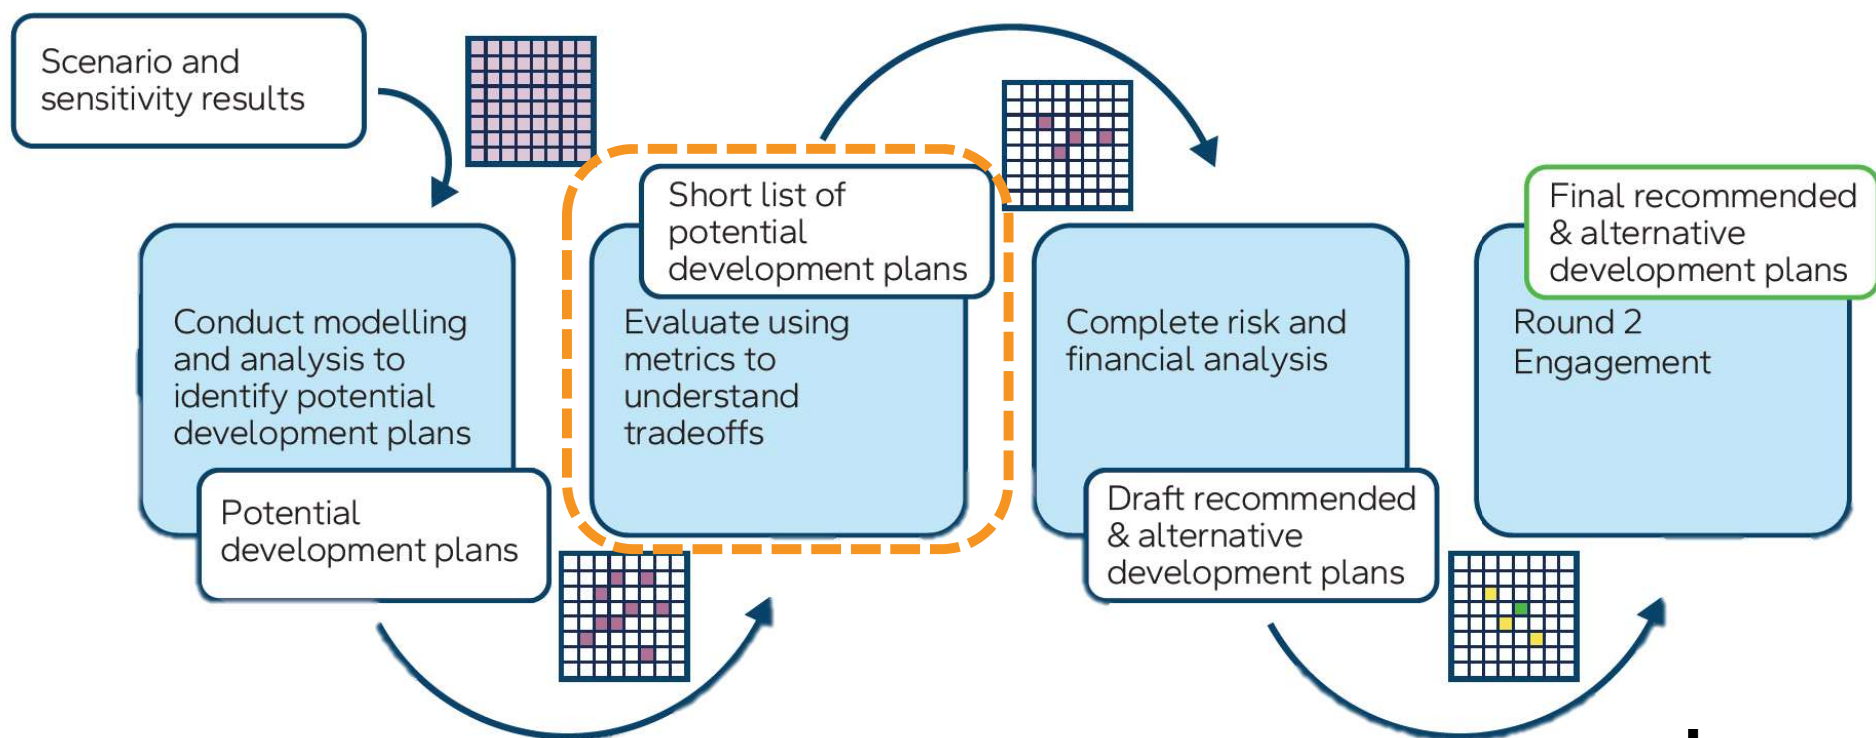 Scenario and
sensitivity results
Conduct modelling
and analysis to
identify potential
development plans
Potential
development plans
Short list of
potential
development plans
Evaluate using
metrics to
understand
tradeoffs
Complete risk and
financial analysis
Draft recommended
& alternative
development plans
Final recommended
& alternative
development plans
Round 2
Engagement